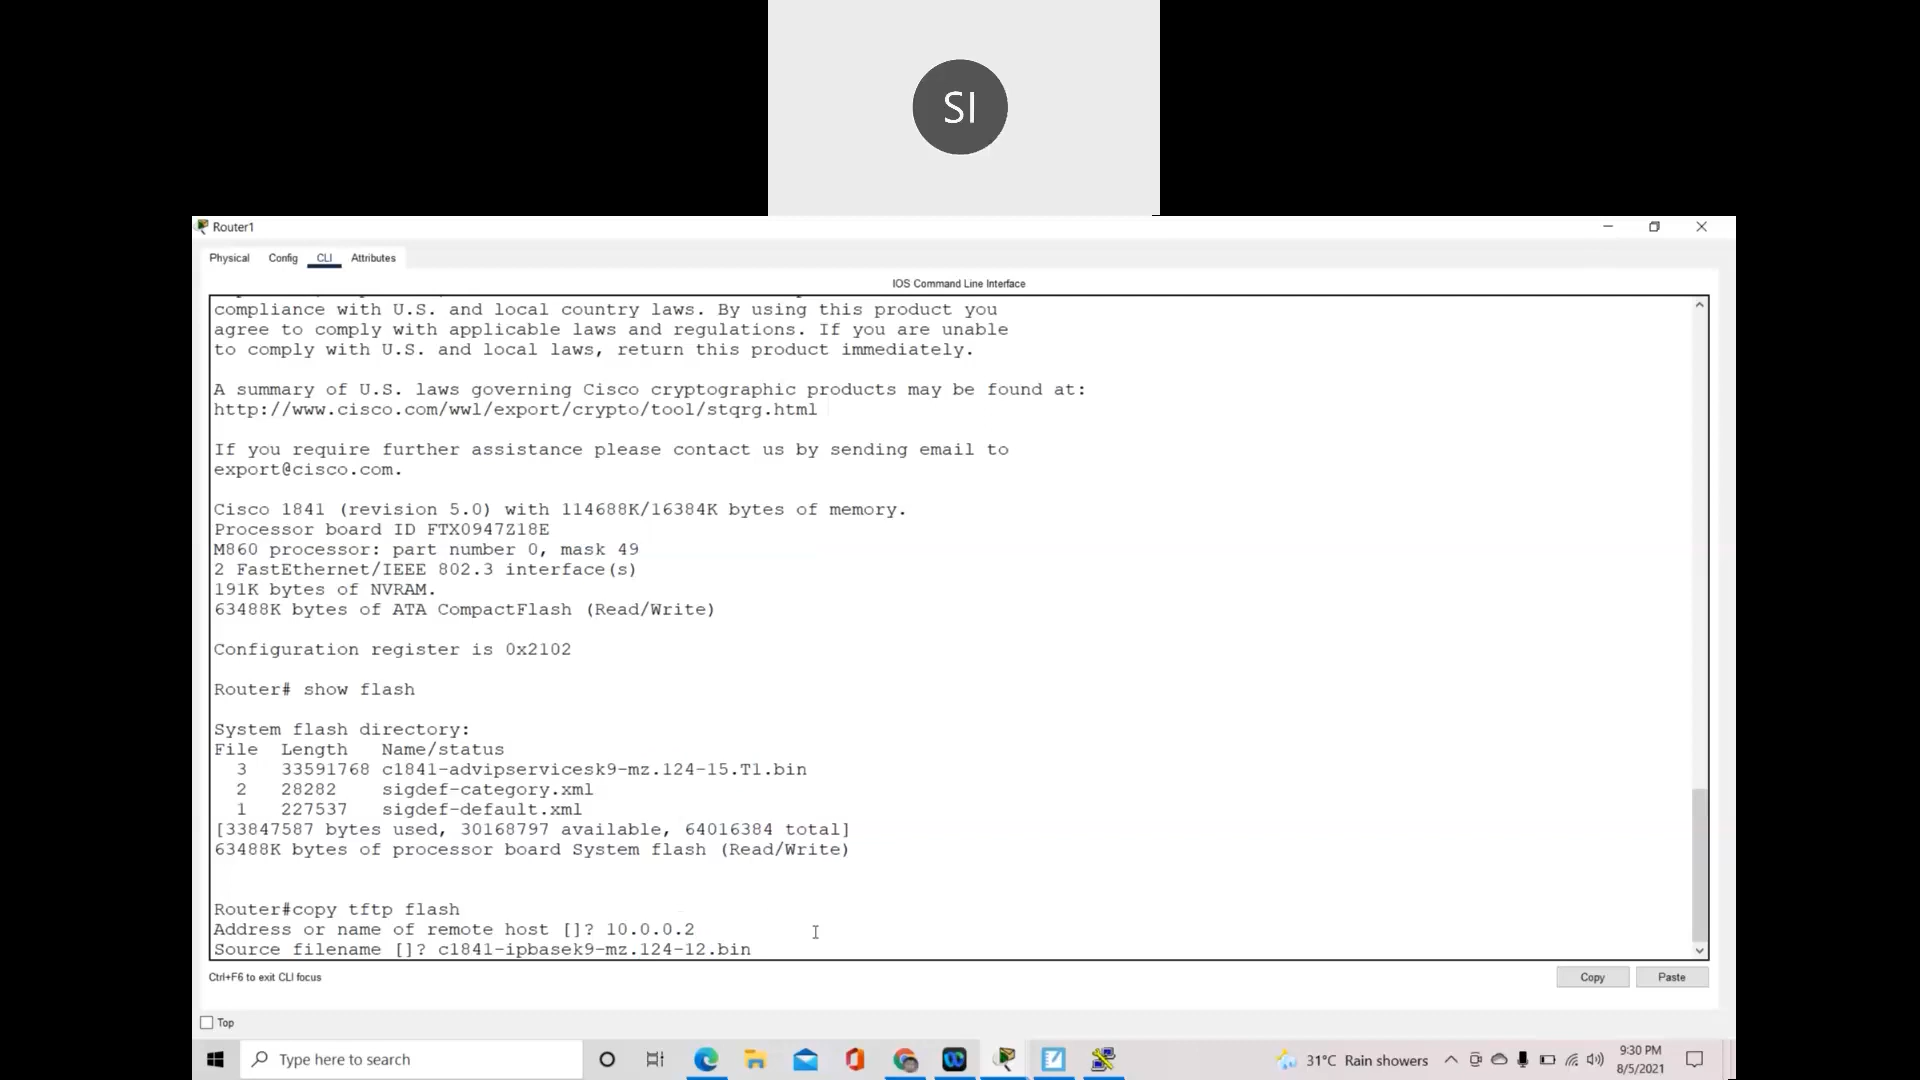 SI
Router1
Physical Config CLI Attributes
IOS Command Line Interface
compliance with U.S. and local country laws. By using this product you
agree to comply with applicable laws and regulations. If you are unable
to comply with U.S. and local laws, return this product immediately.
A summary of U.S. laws governing Cisco cryptographic products may be found at:
http://www.cisco.com/wwl/export/crypto/tool/stqrg.html
If you require further assistance please contact us by sending email to
export@cisco.com.
Cisco 1841 (revision 5.0) with 114688K/16384K bytes of memory.
Processor board ID FTX0947Z18E
M860 processor: part number 0, mask 49
2 FastEthernet/IEEE 802.3 interface(s)
191K bytes of NVRAM.
63488K bytes of ATA CompactFlash (Read/Write)
Configuration register is 0x2102
Router# show flash
System flash directory:
File Length Name/status
3 33591768 c1841-advipservicesk9-mz.124-15.T1.bin
2 28282 sigdef-category.xml
1 227537 sigdef-default.xml
[33847587 bytes used, 30168797 available, 64016384 total]
63488K bytes of processor board System flash (Read/Write)
Router#copy tftp flash
Address or name of remote host []? 10.0.0.2
Source filename []? c1841-ipbasek9-mz.124-12.bin
Ctrl+F6 to exit CLI focus
Copy Paste
Top
Type here to search
31°C Rain showers
9:30 PM
8/5/2021